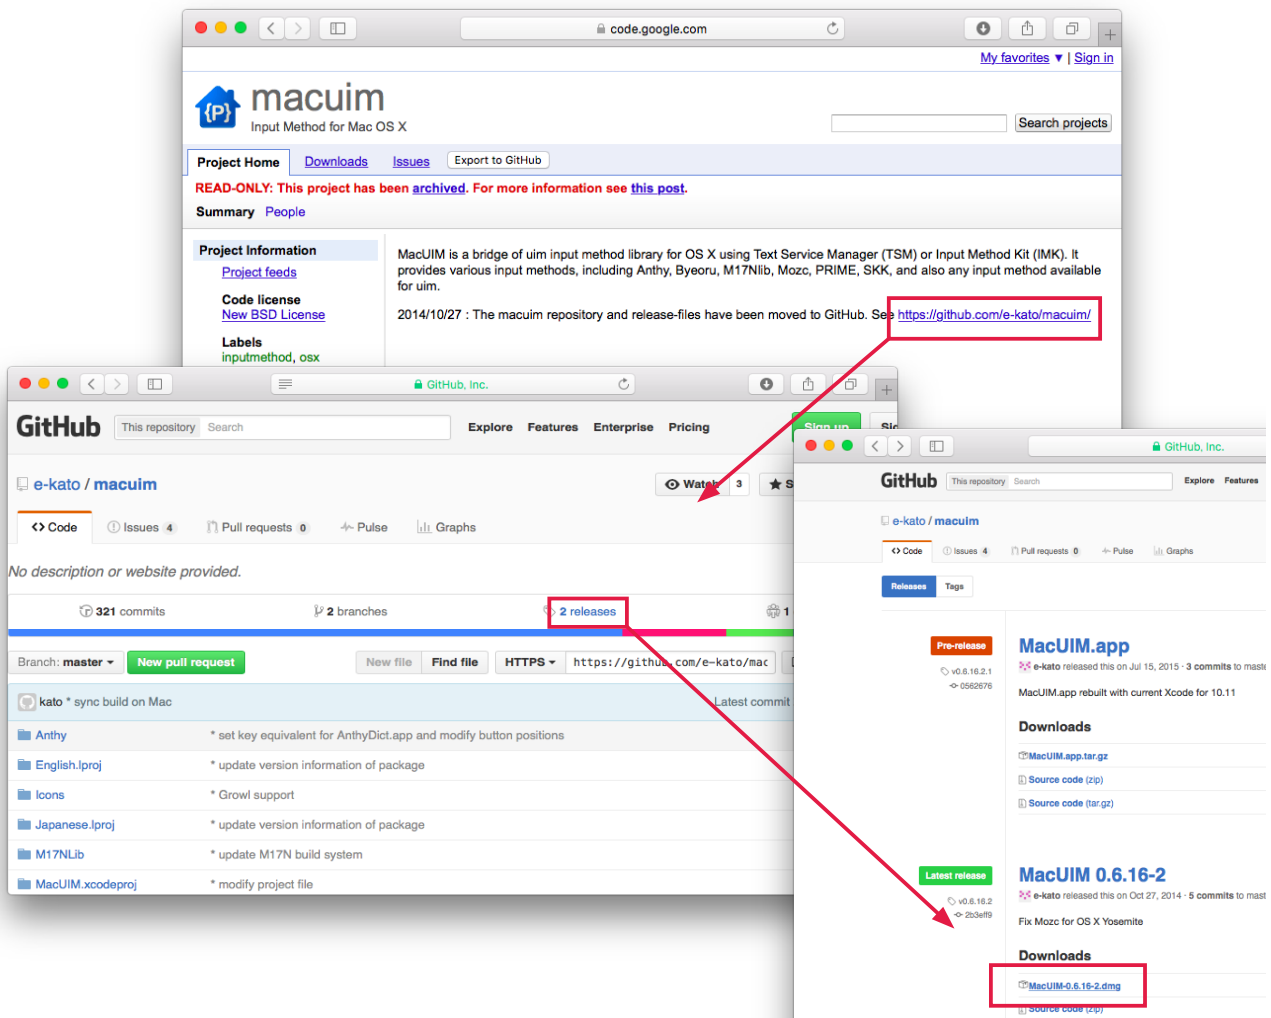 code.google.com
My favorites ▼ | Sign in
{P}
macuim
Input Method for Mac OS X
Search projects
Project Home Downloads Issues Export to GitHub
READ-ONLY: This project has been archived. For more information see this post.
Summary People
Project Information
Project feeds
Code license
New BSD License
Labels
inputmethod, osx
MacUIM is a bridge of uim input method library for OS X using Text Service Manager (TSM) or Input Method Kit (IMK). It
provides various input methods, including Anthy, Byeoru, M17Nlib, Mozc, PRIME, SKK, and also any input method available
for uim.
2014/10/27 : The macuim repository and release-files have been moved to GitHub. See https://github.com/e-kato/macuim/
GitHub, Inc.
GitHub This repository Search Explore Features Enterprise Pricing Sign up
e-kato / macuim
Watch 3
Code Issues 4 Pull requests 0 Pulse Graphs
No description or website provided.
321 commits 2 branches 2 releases 1
Branch: master New pull request New file Find file HTTPS https://github.com/e-kato/mac
kato * sync build on Mac Latest commit
Anthy * set key equivalent for AnthyDict.app and modify button positions
English.lproj * update version information of package
Icons * Growl support
Japanese.lproj * update version information of package
M17NLib * update M17N build system
MacUIM.xcodeproj * modify project file
GitHub, Inc.
GitHub This repository Search Explore Features
e-kato / macuim
Code Issues 4 Pull requests 0 Pulse Graphs
Releases Tags
Pre-release
v0.6.16.2.1
0562676
MacUIM.app
e-kato released this on Jul 15, 2015 · 3 commits to maste
MacUIM.app rebuilt with current Xcode for 10.11
Downloads
MacUIM.app.tar.gz
Source code (zip)
Source code (tar.gz)
Latest release
v0.6.16.2
2b3eff9
MacUIM 0.6.16-2
e-kato released this on Oct 27, 2014 · 5 commits to mast
Fix Mozc for OS X Yosemite
Downloads
MacUIM-0.6.16-2.dmg
Source code (zip)